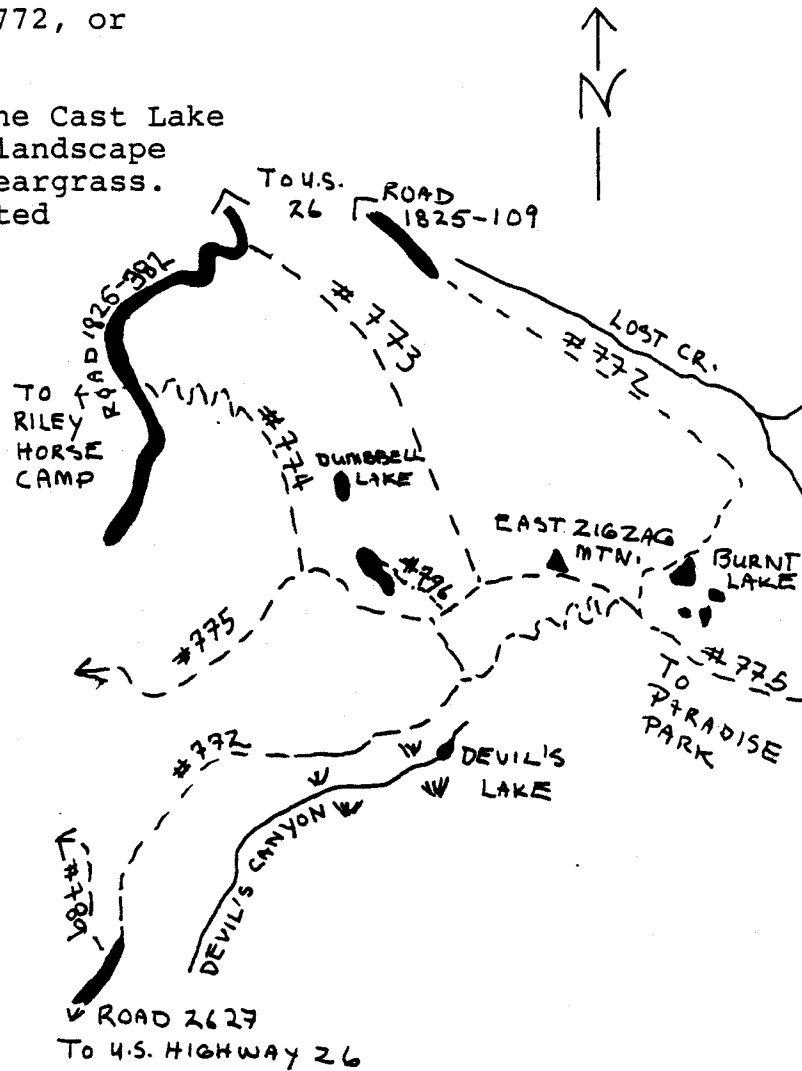 772, or
he Cast Lake
landscape
eargrass.
ted
N
To U.S.
26
ROAD
1825-109
ROAD 1826-382
# 773
LOST CR.
# 772
TO
RILEY
HORSE
CAMP
#774
DUMBBELL
LAKE
EAST ZIGZAG
MTN.
#796
BURNT
LAKE
#775
#775
TO
PARADISE
PARK
#772
DEVIL'S
LAKE
DEVIL'S CANYON
#789
ROAD 2627
To U.S. HIGHWAY 26